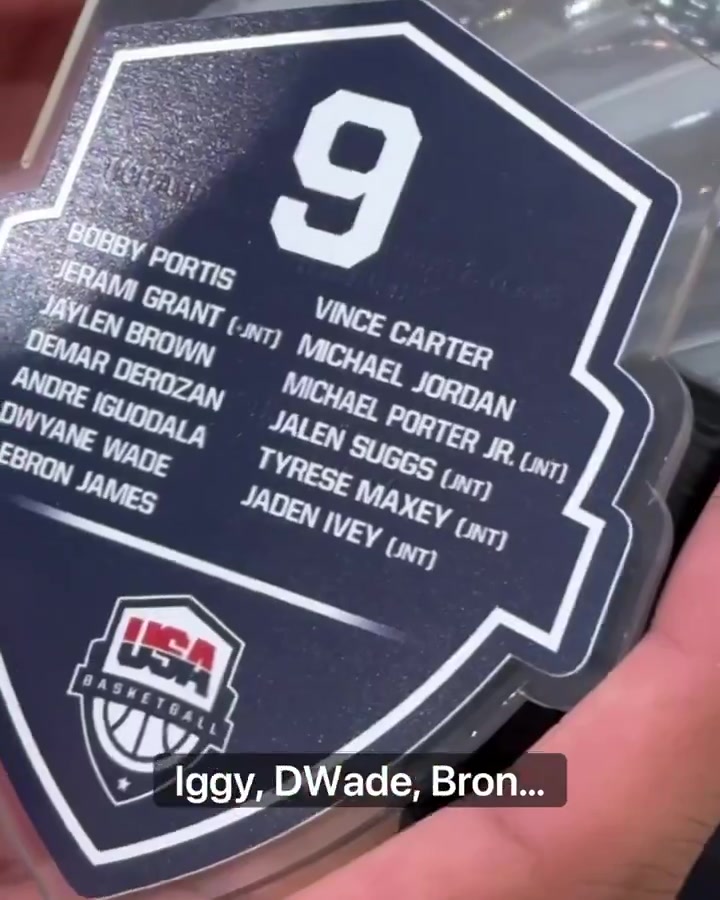 9
BOBBY PORTIS
JERAMI GRANT (JNT)
JAYLEN BROWN
DEMAR DEROZAN
ANDRE IGUODALA
DWYANE WADE
EBRON JAMES
VINCE CARTER
MICHAEL JORDAN
MICHAEL PORTER JR. (JNT)
JALEN SUGGS (JNT)
TYRESE MAXEY (JNT)
JADEN IVEY (JNT)
USA
BASKETBALL
Iggy, DWade, Bron...